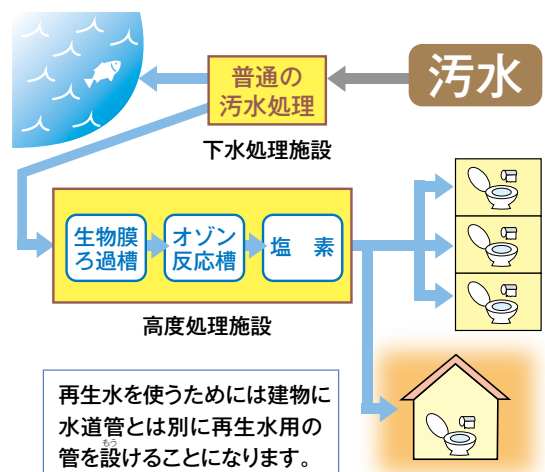 汚水
普通の
汚水処理
下水処理施設
生物膜
ろ過槽
オゾン
反応槽
塩　素
高度処理施設
再生水を使うためには建物に
水道管とは別に再生水用の
もう
管を設けることになります。